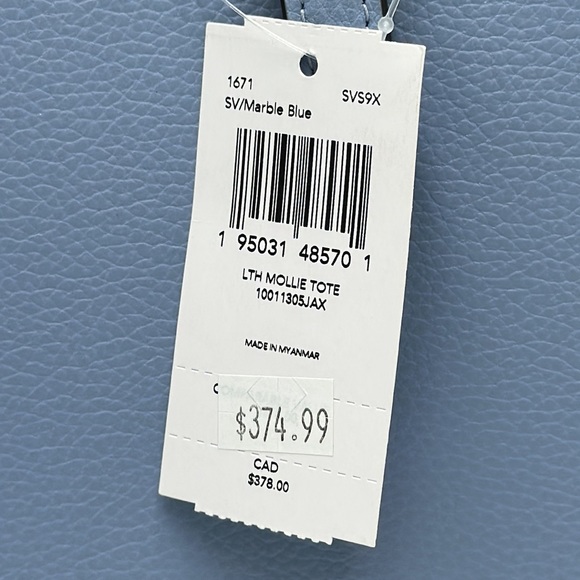 1671 SVS9X
SV/Marble Blue
1 95031 48570 1
LTH MOLLIE TOTE
10011305JAX
MADE IN MYANMAR
$374.99
CAD
$378.00